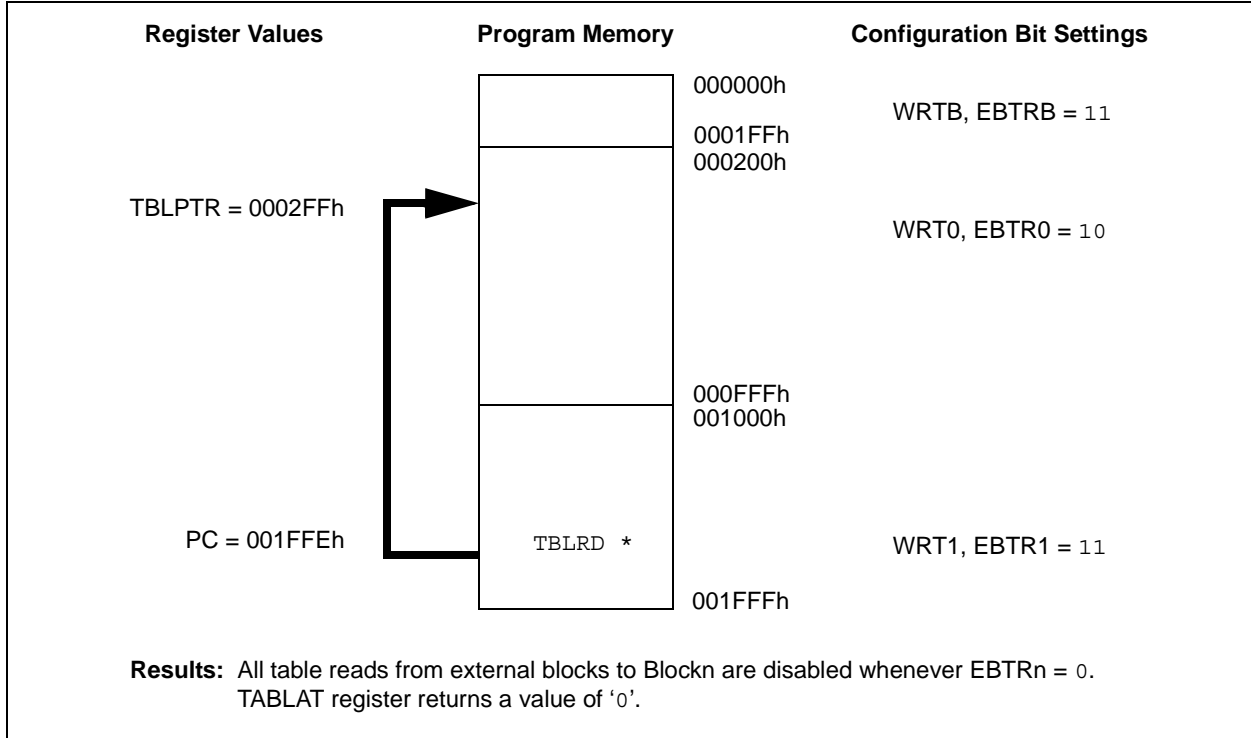 Register Values Program Memory Configuration Bit Settings
000000h
WRTB, EBTRB = 11
0001FFh
000200h
TBLPTR = 0002FFh
WRT0, EBTR0 = 10
000FFFh
001000h
PC = 001FFEh TBLRD * WRT1, EBTR1 = 11
001FFFh
Results: All table reads from external blocks to Blockn are disabled whenever EBTRn = 0.
TABLAT register returns a value of ‘0’.